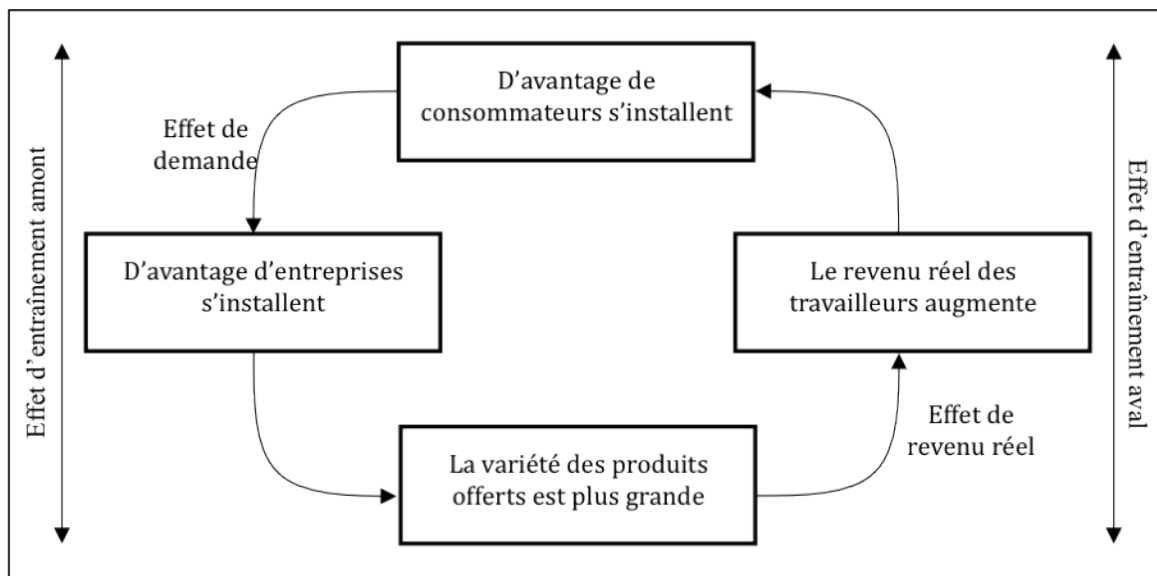 D'avantage de
consommateurs s'installent
Effet de
demande
Effet d'entraînement amont
Effet d'entraînement aval
D'avantage d'entreprises
s'installent
Le revenu réel des
travailleurs augmente
Effet de
revenu réel
La variété des produits
offerts est plus grande